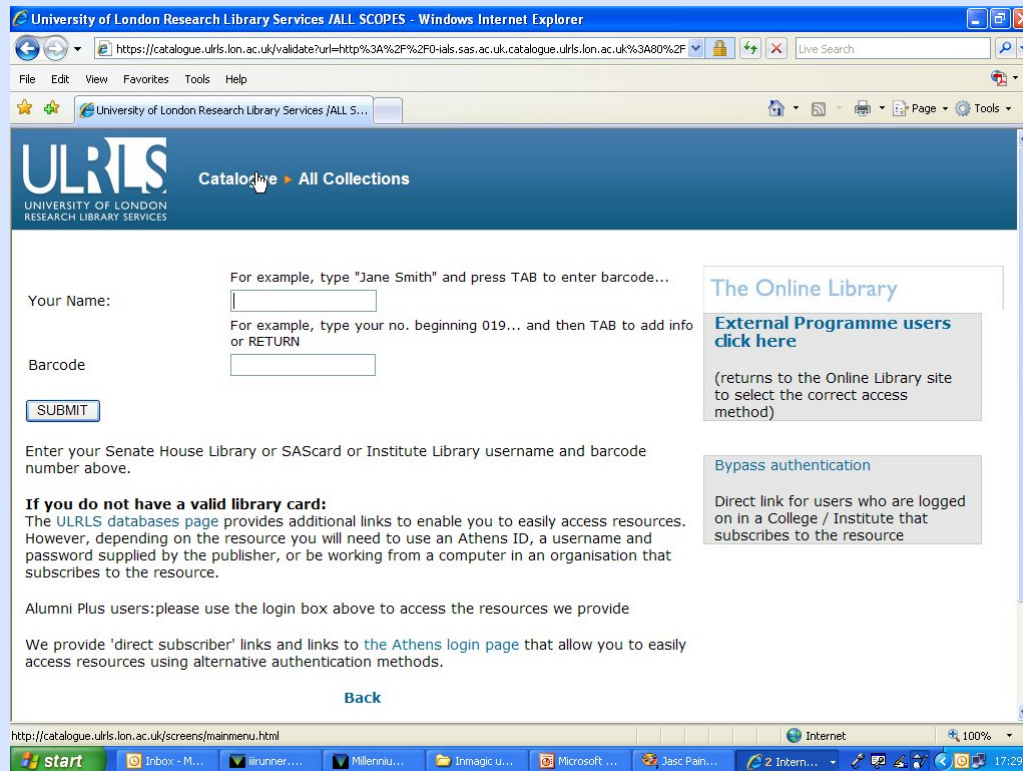 University of London Research Library Services /ALL SCOPES - Windows Internet Explorer
https://catalogue.ulrls.lon.ac.uk/validate?url=http%3A%2F%2F0-ials.sas.ac.uk.catalogue.ulrls.lon.ac.uk%3A80%2F
Live Search
File Edit View Favorites Tools Help
University of London Research Library Services /ALL S...
Page Tools
ULRLS
UNIVERSITY OF LONDON
RESEARCH LIBRARY SERVICES
Catalogue All Collections
For example, type "Jane Smith" and press TAB to enter barcode...
Your Name:
For example, type your no. beginning 019... and then TAB to add info
or RETURN
Barcode
SUBMIT
Enter your Senate House Library or SAScard or Institute Library username and barcode
number above.
If you do not have a valid library card:
The ULRLS databases page provides additional links to enable you to easily access resources.
However, depending on the resource you will need to use an Athens ID, a username and
password supplied by the publisher, or be working from a computer in an organisation that
subscribes to the resource.
Alumni Plus users:please use the login box above to access the resources we provide
We provide 'direct subscriber' links and links to the Athens login page that allow you to easily
access resources using alternative authentication methods.
Back
The Online Library
External Programme users
click here
(returns to the Online Library site
to select the correct access
method)
Bypass authentication
Direct link for users who are logged
on in a College / Institute that
subscribes to the resource
http://catalogue.ulrls.lon.ac.uk/screens/mainmenu.html
Internet
100%
start
Inbox - M...
iiirunner....
Millenniu...
Inmagic u...
Microsoft ...
Jasc Pain...
2 Intern...
17:29